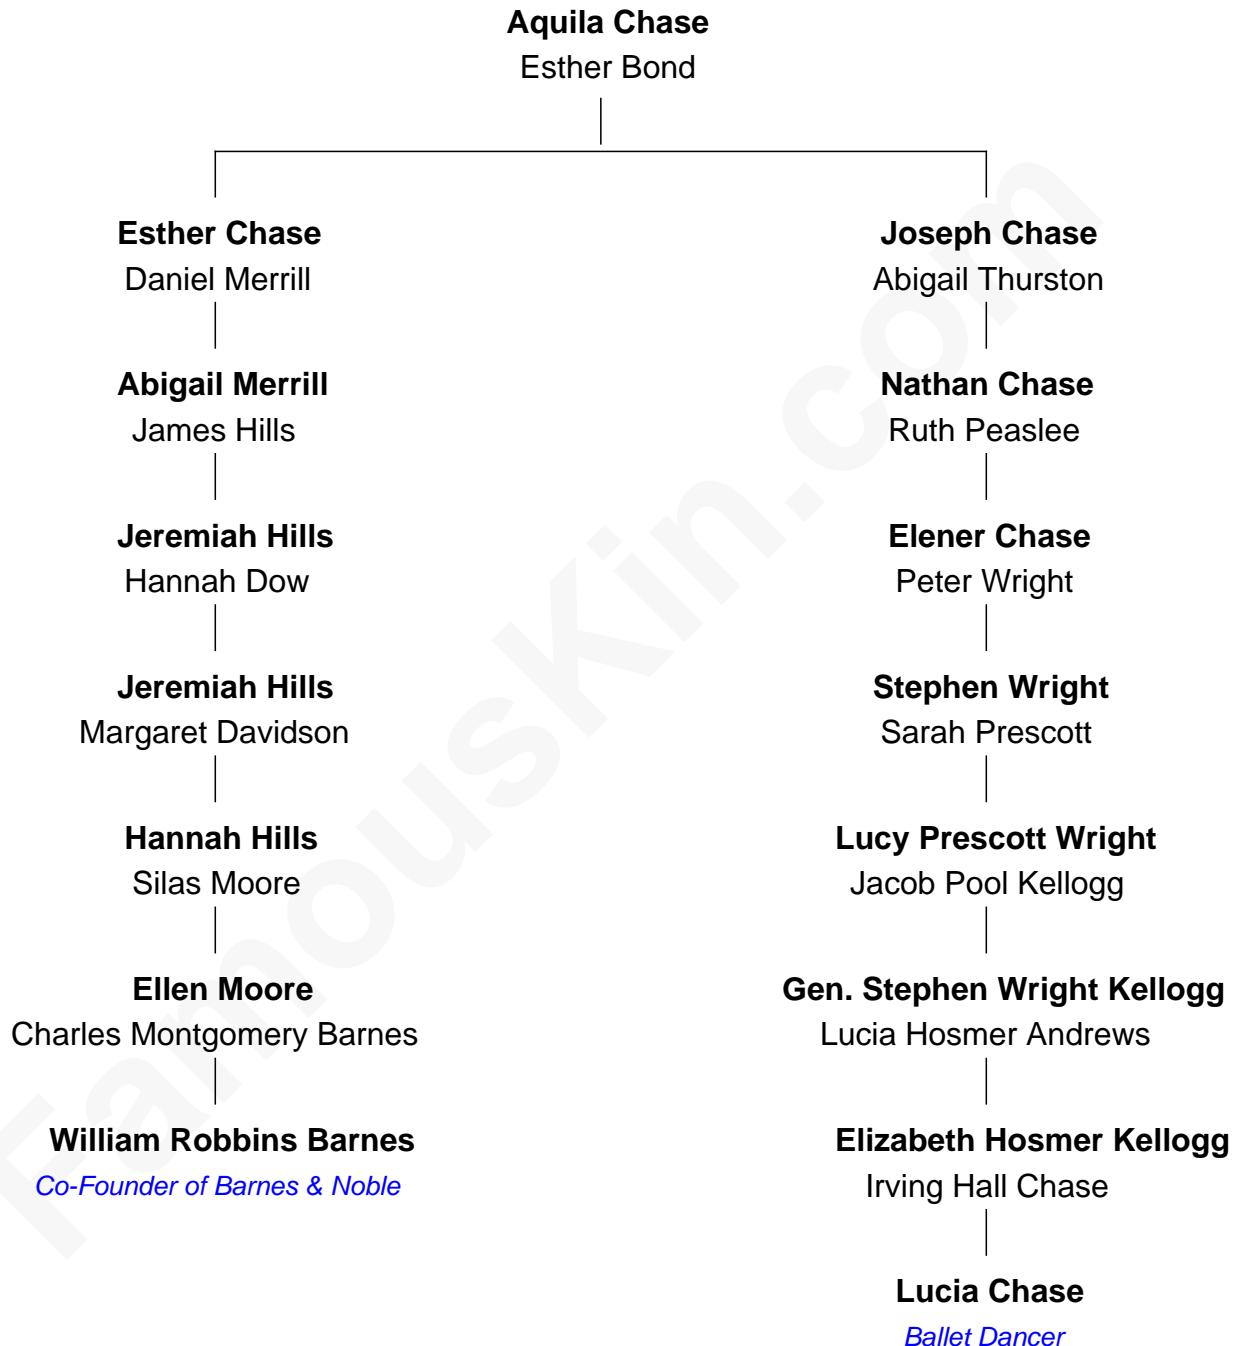 Aquila Chase
Esther Bond
Esther Chase
Daniel Merrill
Joseph Chase
Abigail Thurston
Abigail Merrill
James Hills
Nathan Chase
Ruth Peaslee
Jeremiah Hills
Hannah Dow
Elener Chase
Peter Wright
Jeremiah Hills
Margaret Davidson
Stephen Wright
Sarah Prescott
Hannah Hills
Silas Moore
Lucy Prescott Wright
Jacob Pool Kellogg
Ellen Moore
Charles Montgomery Barnes
Gen. Stephen Wright Kellogg
Lucia Hosmer Andrews
William Robbins Barnes
Co-Founder of Barnes & Noble
Elizabeth Hosmer Kellogg
Irving Hall Chase
Lucia Chase
Ballet Dancer
FamousKin.com